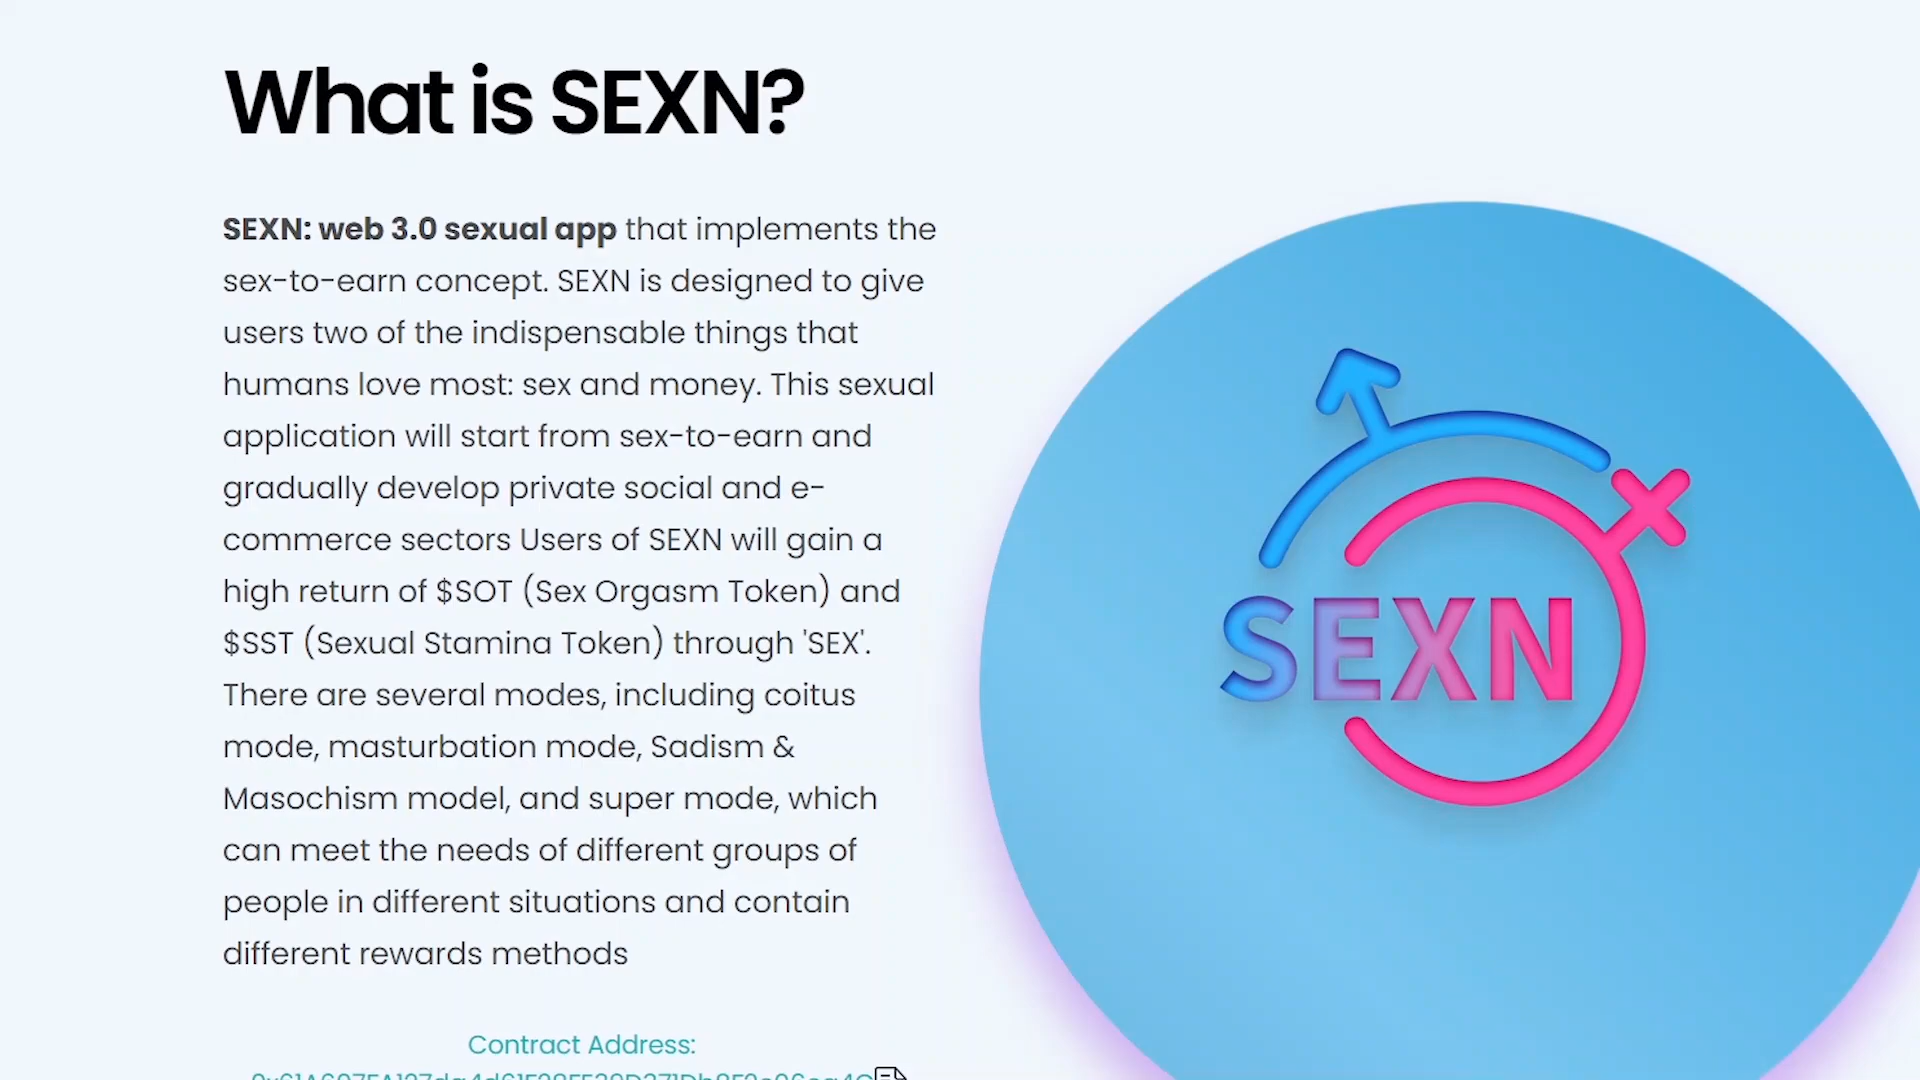 What is SEXN?
SEXN: web 3.0 sexual app that implements the
sex-to-earn concept. SEXN is designed to give
users two of the indispensable things that
humans love most: sex and money. This sexual
application will start from sex-to-earn and
gradually develop private social and e-
commerce sectors Users of SEXN will gain a
high return of $SOT (Sex Orgasm Token) and
$SST (Sexual Stamina Token) through 'SEX'.
There are several modes, including coitus
mode, masturbation mode, Sadism &
Masochism model, and super mode, which
can meet the needs of different groups of
people in different situations and contain
different rewards methods
Contract Address:
SEXN